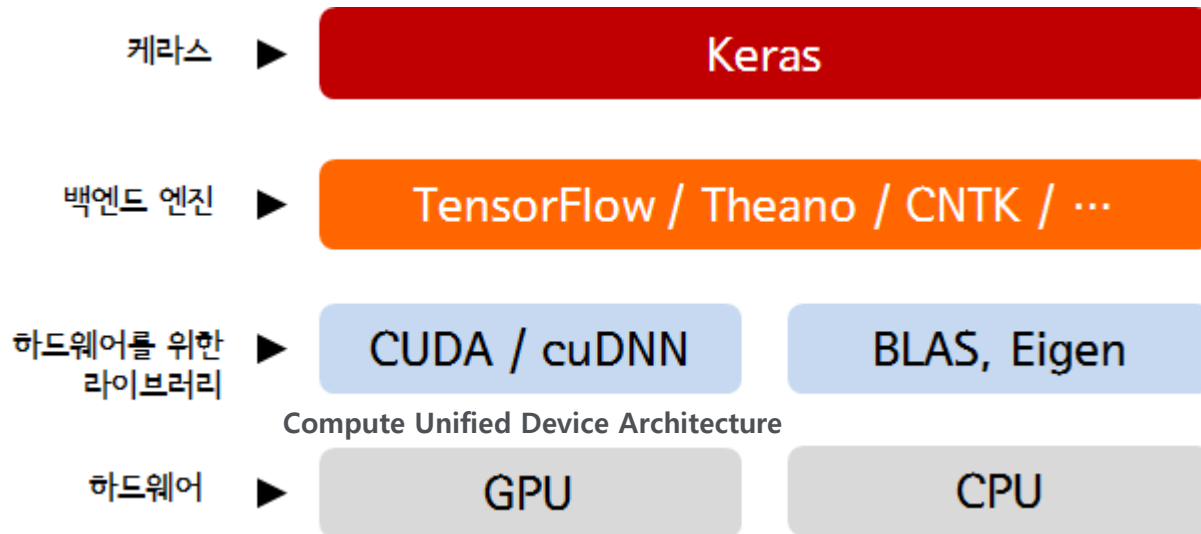 케라스 ▶ Keras
백엔드 엔진 ▶ TensorFlow / Theano / CNTK / ⋯
하드웨어를 위한 ▶ CUDA / cuDNN BLAS, Eigen
라이브러리
Compute Unified Device Architecture
하드웨어 ▶ GPU CPU